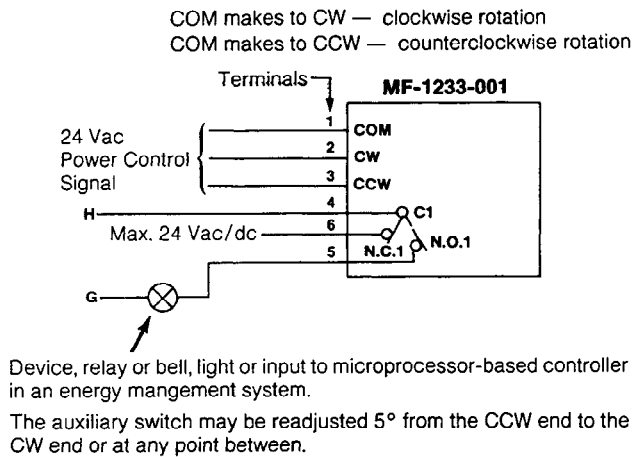 COM makes to CW — clockwise rotation
COM makes to CCW — counterclockwise rotation
Terminals
MF-1233-001
24 Vac
Power Control
Signal
1 COM
2 CW
3 CCW
H 4 C1
Max. 24 Vac/dc 6 N.C.1 N.O.1
5
G
Device, relay or bell, light or input to microprocessor-based controller
in an energy mangement system.
The auxiliary switch may be readjusted 5° from the CCW end to the
CW end or at any point between.